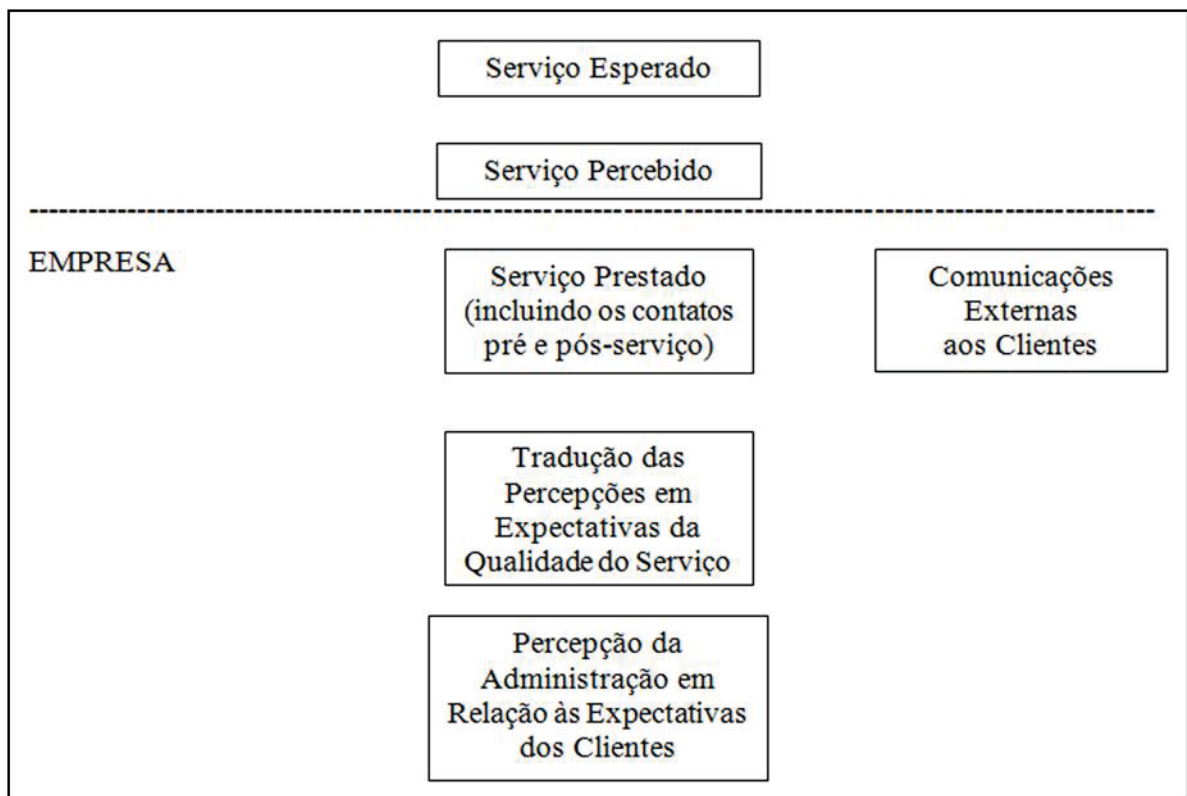 Serviço Esperado
Serviço Percebido
EMPRESA
Serviço Prestado
(incluindo os contatos
pré e pós-serviço)
Comunicações
Externas
aos Clientes
Tradução das
Percepções em
Expectativas da
Qualidade do Serviço
Percepção da
Administração em
Relação às Expectativas
dos Clientes